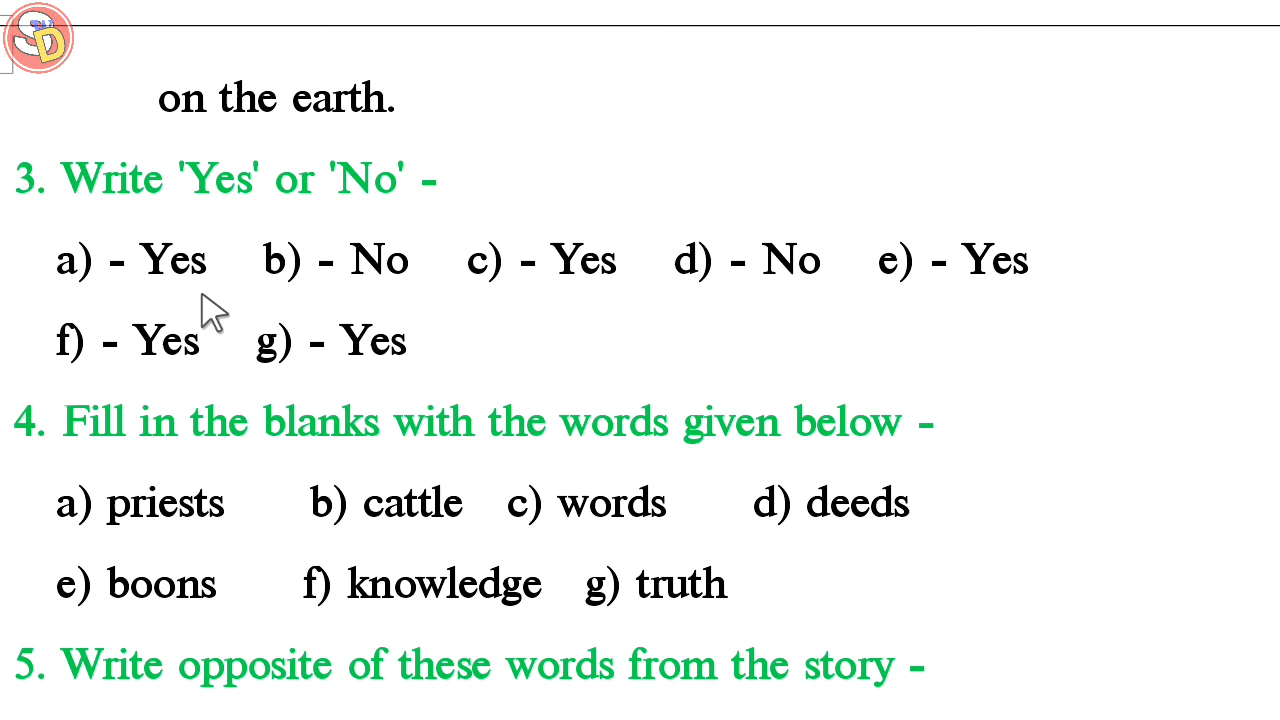 SD
on the earth.
3. Write 'Yes' or 'No' -
a) - Yes b) - No c) - Yes d) - No e) - Yes
f) - Yes g) - Yes
4. Fill in the blanks with the words given below -
a) priests b) cattle c) words d) deeds
e) boons f) knowledge g) truth
5. Write opposite of these words from the story -